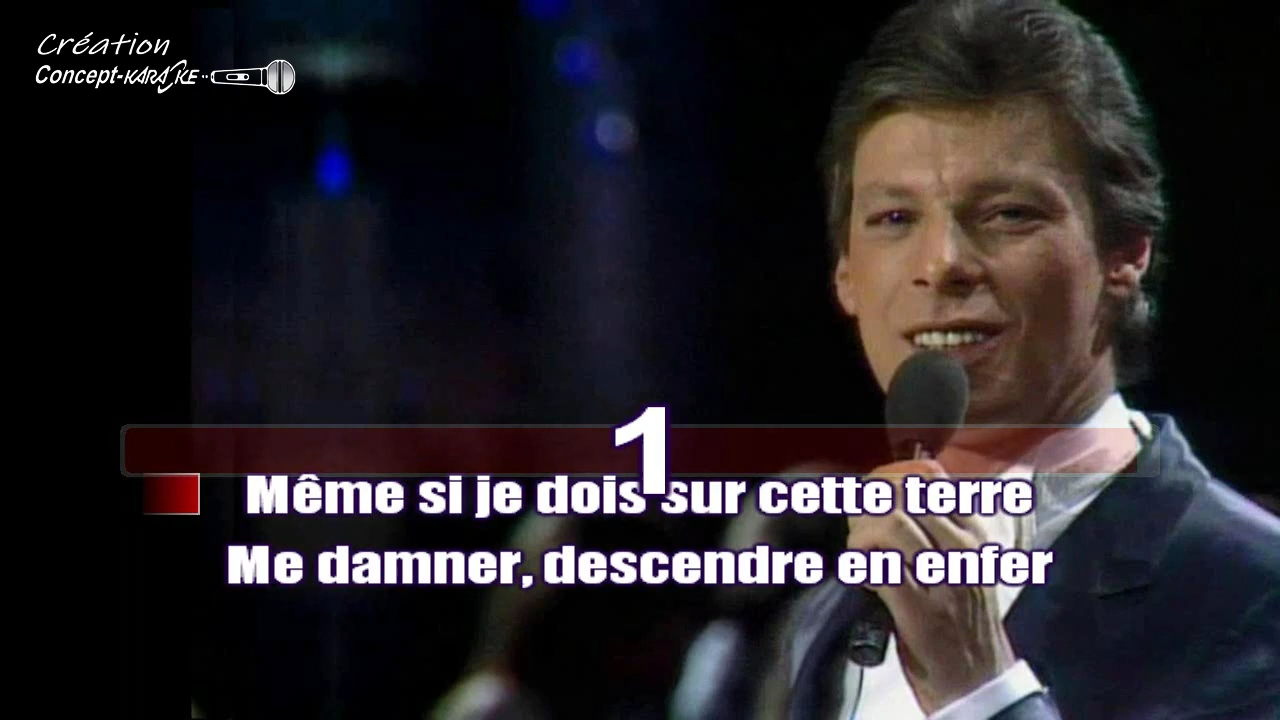 Création
Concept-KARAOKE
1
Même si je dois sur cette terre
Me damner, descendre en enfer